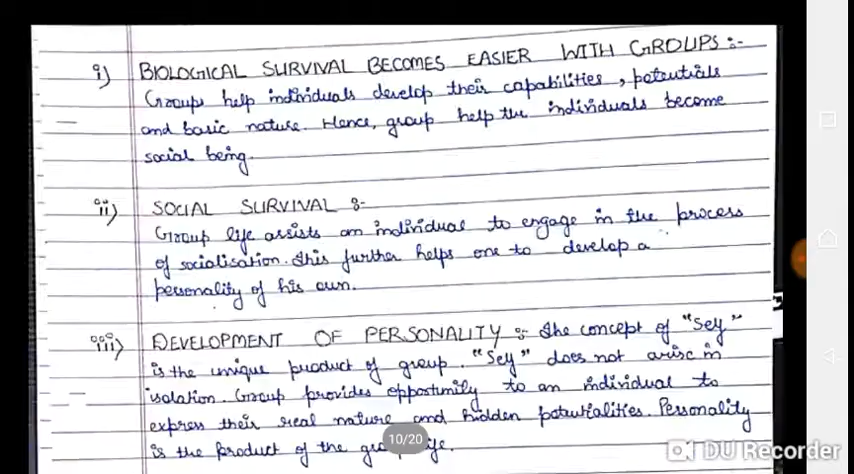 i) BIOLOGICAL SURVIVAL BECOMES EASIER WITH GROUPS :-
Groups help individuals develop their capabilities, potentials
and basic nature. Hence, group help the individuals become
social being.
ii) SOCIAL SURVIVAL :-
Group life assists an individual to engage in the process
of socialisation. This further helps one to develop a
personality of his own.
iii) DEVELOPMENT OF PERSONALITY :- The concept of "Self"
is the unique product of group. "Self" does not arise in
isolation. Group provides opportunity to an individual to
express their real nature and hidden potentialities. Personality
is the product of the
10/20
DU Recorder